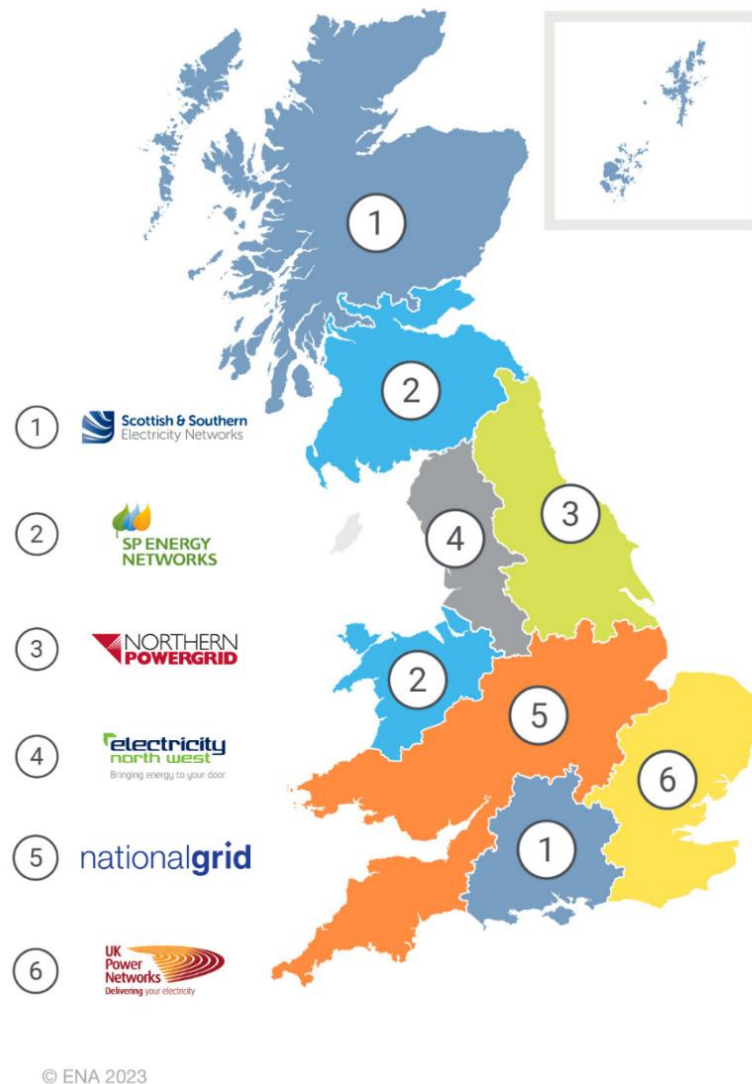 1
2
1
Scottish & Southern
Electricity Networks
3
4
2
SP ENERGY
NETWORKS
3
NORTHERN
POWERGRID
2
5
4
electricity
north west
Bringing energy to your door
6
1
5
nationalgrid
6
UK
Power
Networks
Delivering your electricity
© ENA 2023